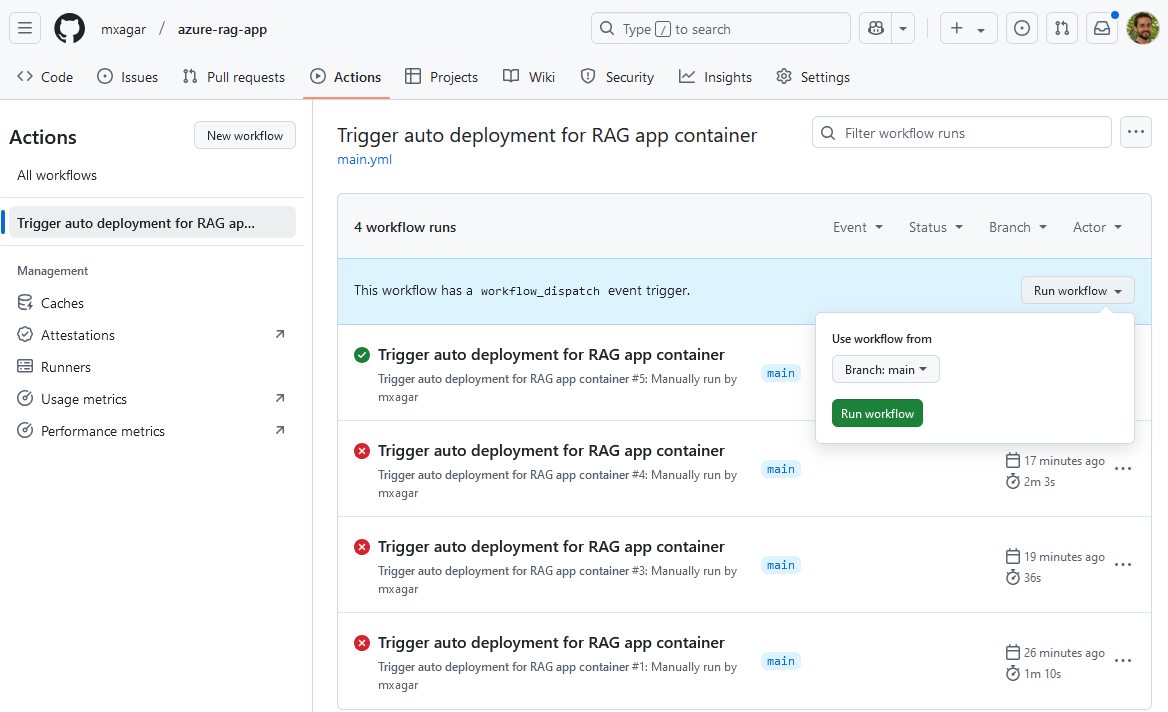 mxagar / azure-rag-app
Type / to search
Code
Issues
Pull requests
Actions
Projects
Wiki
Security
Insights
Settings
Actions
New workflow
All workflows
Trigger auto deployment for RAG ap...
Management
Caches
Attestations
Runners
Usage metrics
Performance metrics
Trigger auto deployment for RAG app container
main.yml
Filter workflow runs
4 workflow runs
Event
Status
Branch
Actor
This workflow has a workflow_dispatch event trigger.
Run workflow
Use workflow from
Branch: main
Run workflow
Trigger auto deployment for RAG app container
Trigger auto deployment for RAG app container #5: Manually run by
mxagar
main
Trigger auto deployment for RAG app container
Trigger auto deployment for RAG app container #4: Manually run by
mxagar
main
17 minutes ago
2m 3s
Trigger auto deployment for RAG app container
Trigger auto deployment for RAG app container #3: Manually run by
mxagar
main
19 minutes ago
36s
Trigger auto deployment for RAG app container
Trigger auto deployment for RAG app container #1: Manually run by
mxagar
main
26 minutes ago
1m 10s